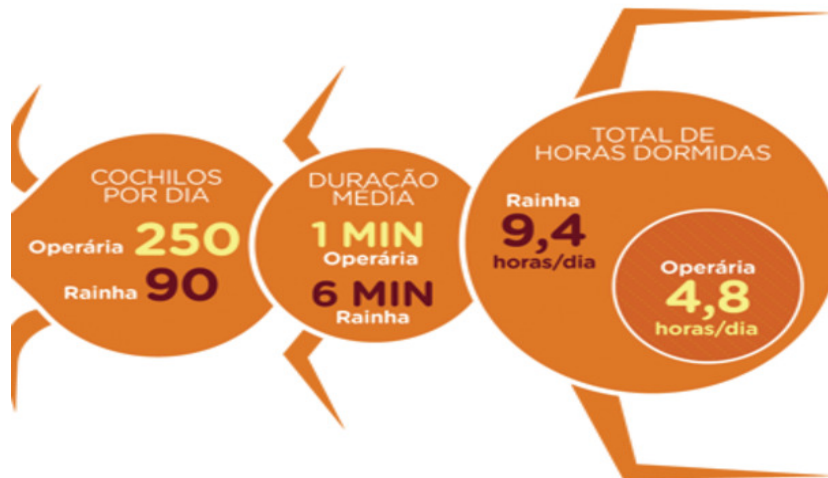 COCHILOS
POR DIA
Operária 250
Rainha 90
DURAÇÃO
MÉDIA
1 MIN
Operária
6 MIN
Rainha
TOTAL DE
HORAS DORMIDAS
Rainha
9,4
horas/dia
Operária
4,8
horas/dia